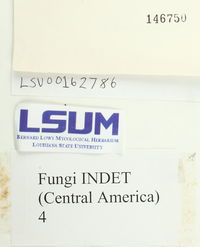 146750
LSU00162786
LSUM
Bernard Lowy Mycological Herbarium
Louisiana State University
Fungi INDET
(Central America)
4